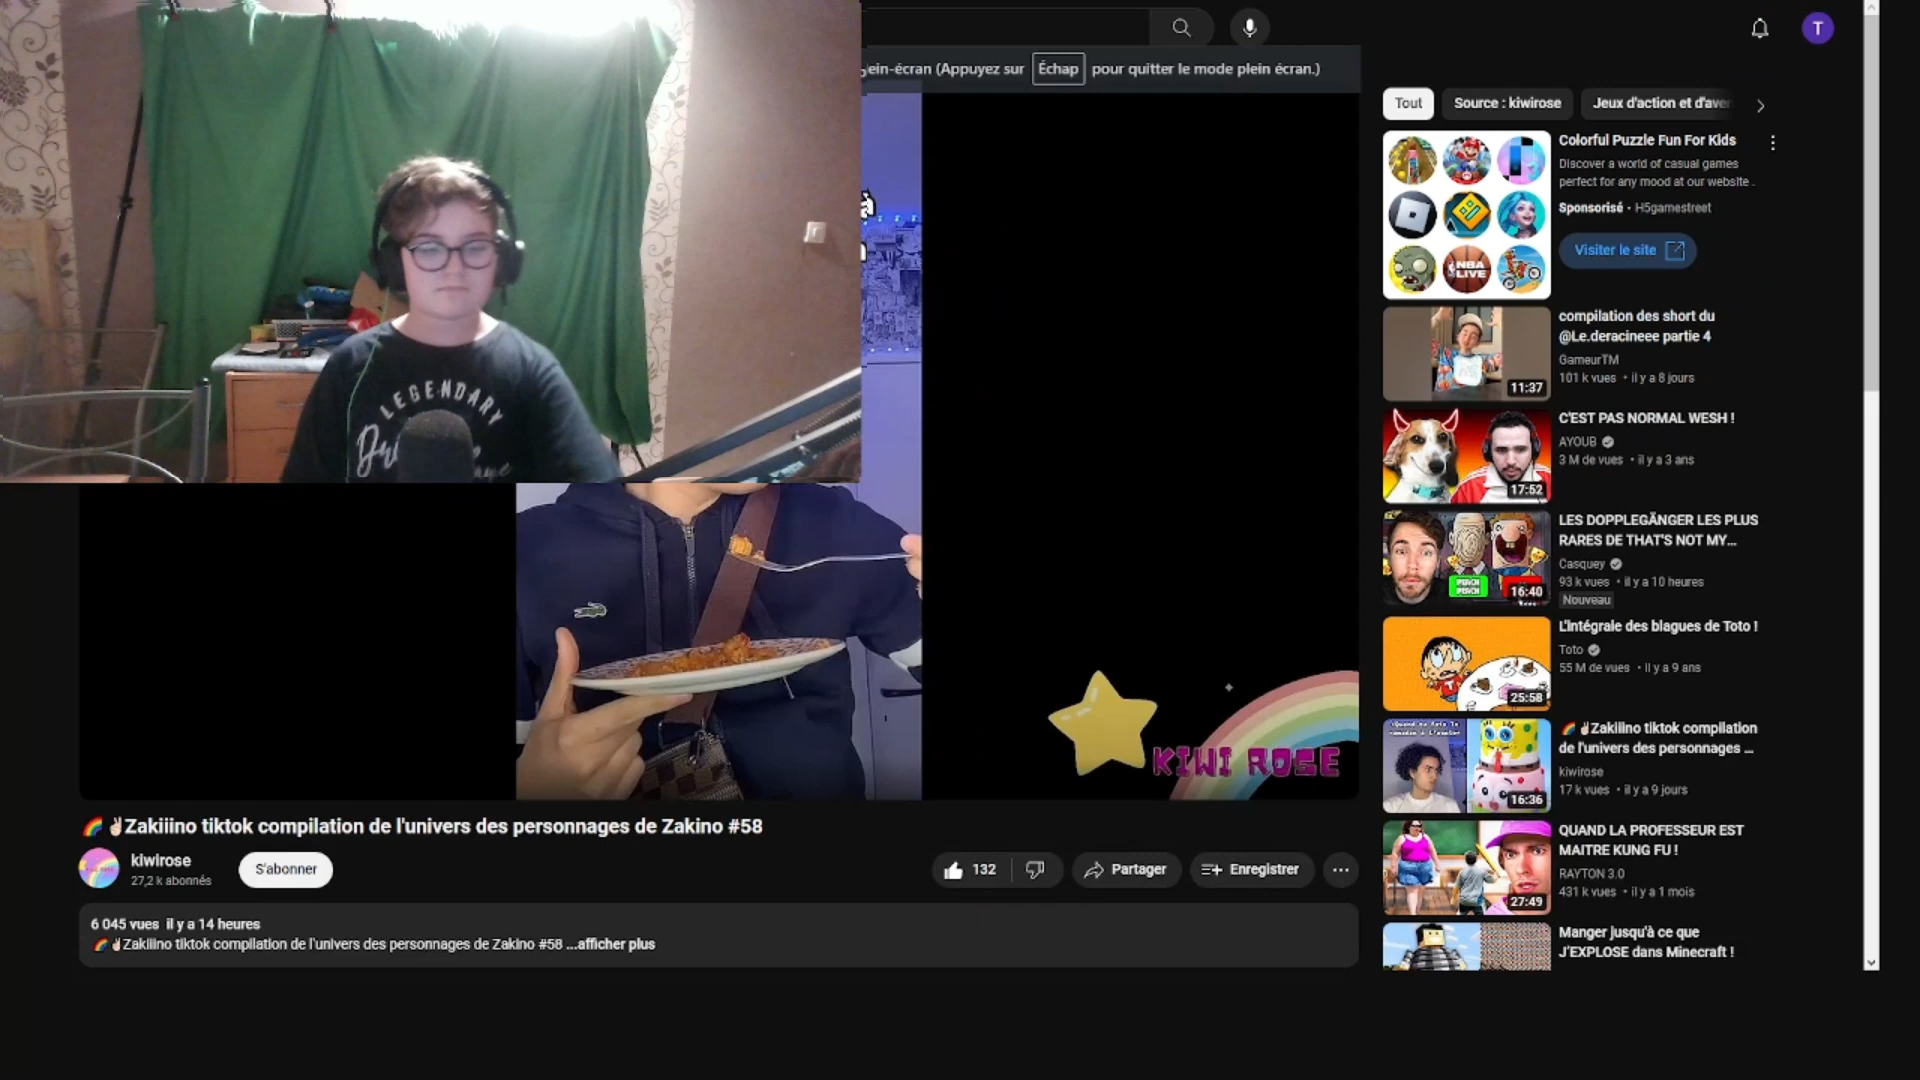 ein-écran (Appuyez sur Échap pour quitter le mode plein écran.)
T
LEGENDARY
KIWI ROSE
🌈✌🏻Zakiiino tiktok compilation de l'univers des personnages de Zakino #58
kiwirose
27,2 k abonnés
S'abonner
132
Partager
Enregistrer
6 045 vues il y a 14 heures
🌈✌🏻Zakiiino tiktok compilation de l'univers des personnages de Zakino #58 ...afficher plus
Tout
Source : kiwirose
Jeux d'action et d'aven
Colorful Puzzle Fun For Kids
Discover a world of casual games
perfect for any mood at our website .
Sponsorisé · H5gamestreet
Visiter le site
NBA
LIVE
compilation des short du
@Le.deracineee partie 4
GameurTM
101 k vues • il y a 8 jours
11:37
C'EST PAS NORMAL WESH !
AYOUB
3 M de vues • il y a 3 ans
17:52
LES DOPPLEGÄNGER LES PLUS
RARES DE THAT'S NOT MY...
Casquey
93 k vues • il y a 10 heures
Nouveau
16:40
L'intégrale des blagues de Toto !
Toto
55 M de vues • il y a 9 ans
25:58
🌈✌🏻Zakiiino tiktok compilation
de l'univers des personnages ...
kiwirose
17 k vues • il y a 9 jours
16:36
QUAND LA PROFESSEUR EST
MAITRE KUNG FU !
RAYTON 3.0
431 k vues • il y a 1 mois
27:49
Manger jusqu'à ce que
J'EXPLOSE dans Minecraft !